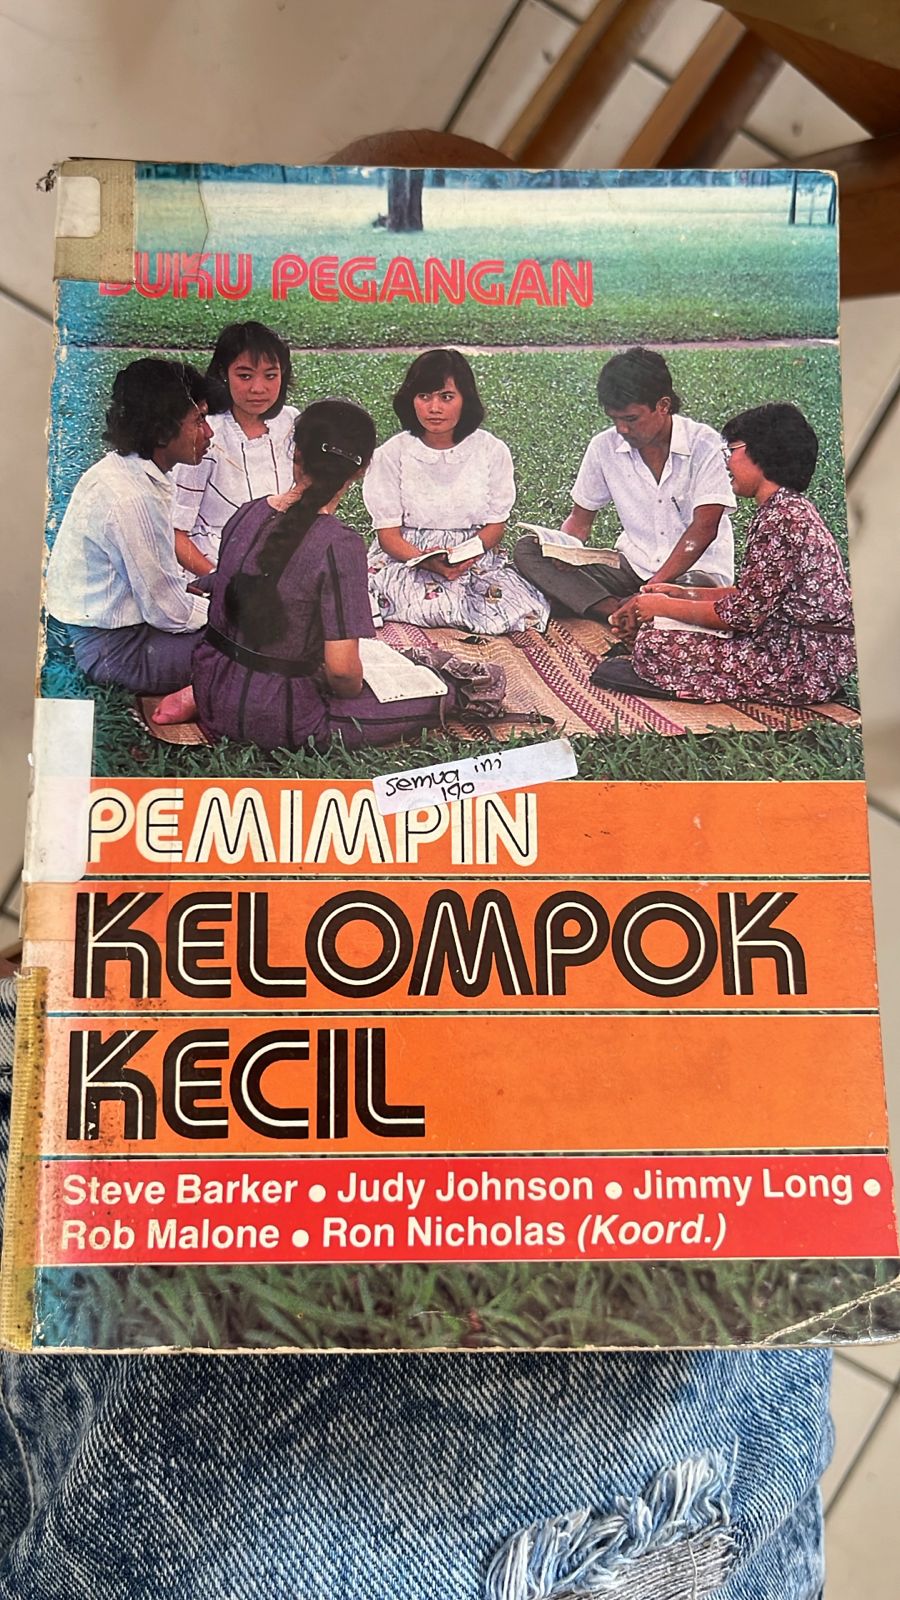 BUKU PEGANGAN
semua ini
190
PEMIMPIN
KELOMPOK
KECIL
Steve Barker • Judy Johnson • Jimmy Long •
Rob Malone • Ron Nicholas (Koord.)